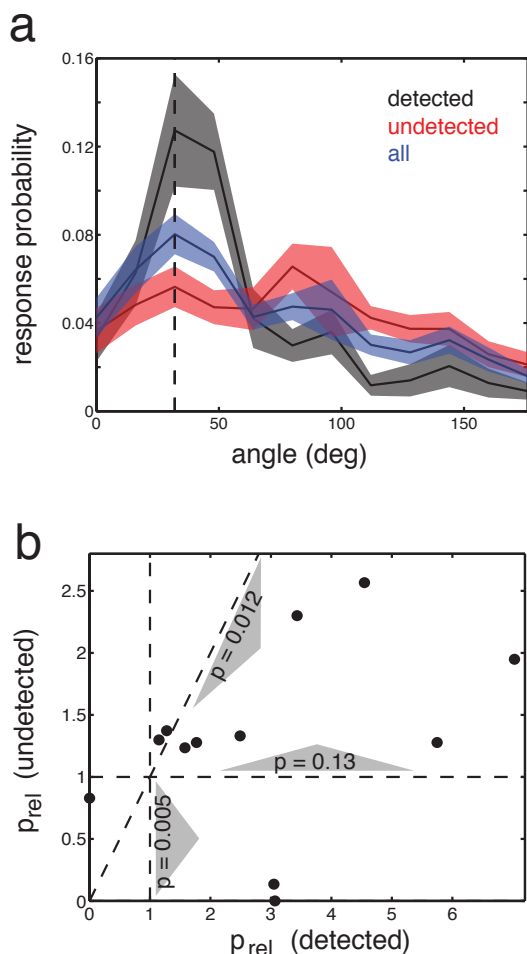 a
0.16
0.12
0.08
0.04
0
response probability
detected
undetected
all
0 50 100 150
angle (deg)
b
2.5
2
1.5
1
0.5
0
p_rel (undetected)
p = 0.012
p = 0.13
p = 0.005
0 1 2 3 4 5 6
p_rel (detected)